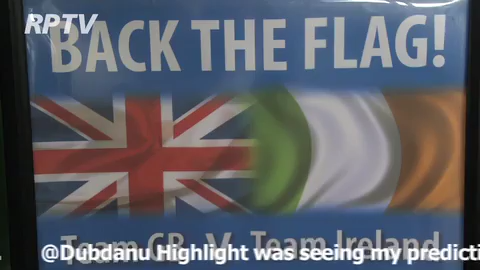 RPTV
BACK THE FLAG!
Team GB V Team Ireland
@Dubdanu Highlight was seeing my predicti